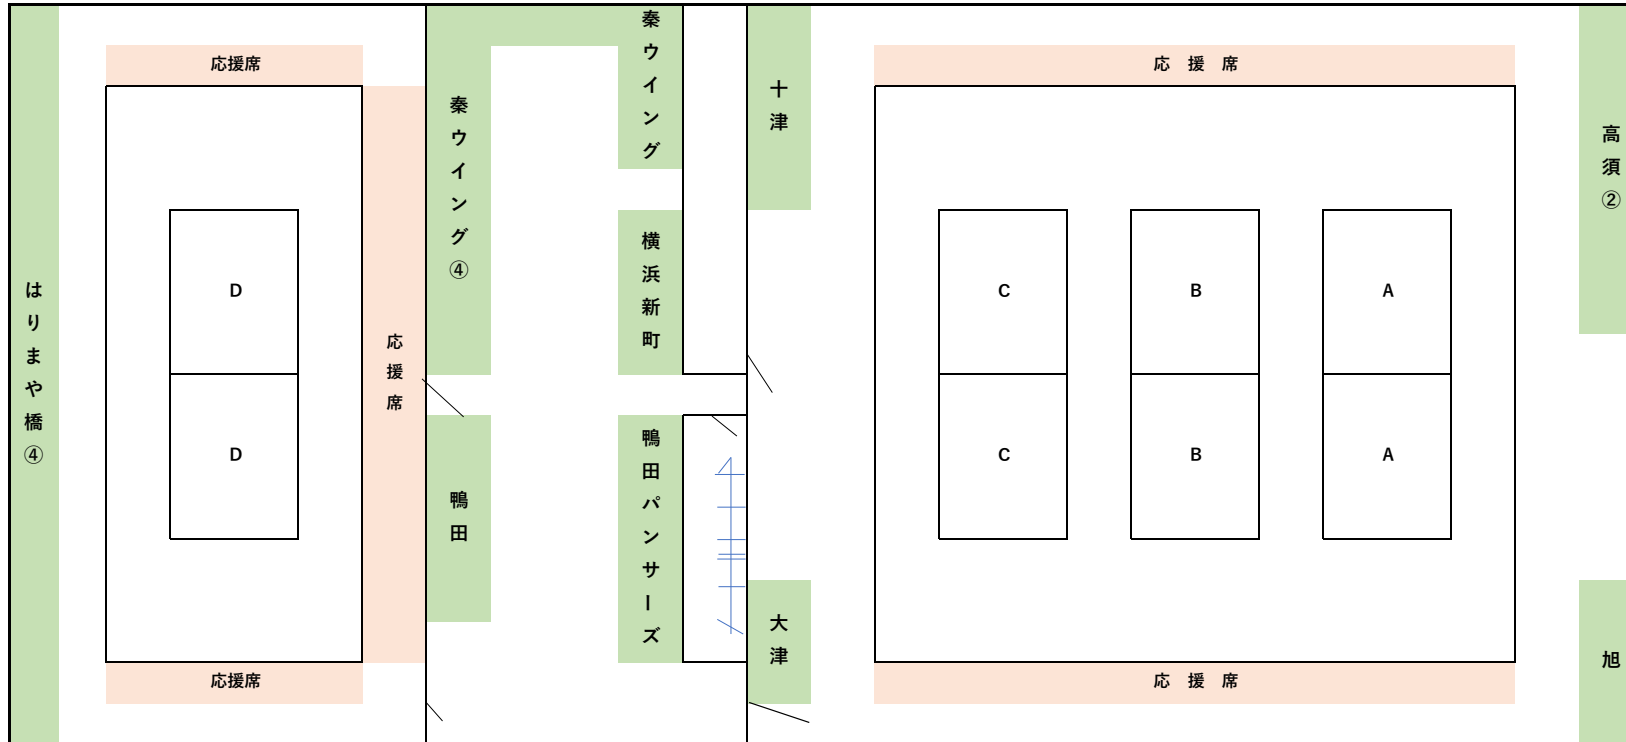 はりまや橋④
応援席
D
D
応援席
応援席
秦ウイング④
鴨田
秦ウイング
横浜新町
鴨田パンサーズ
十津
大津
応 援 席
C
B
A
C
B
A
応 援 席
高須②
旭